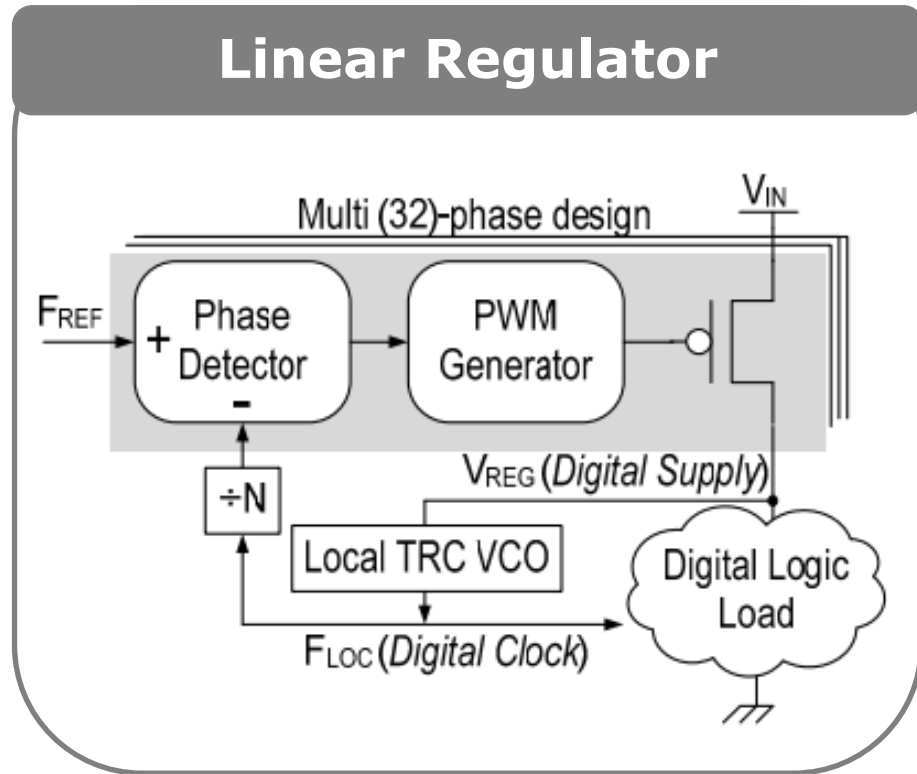 Linear Regulator
Multi (32)-phase design
VIN
FREF
+
Phase
Detector
-
PWM
Generator
VREG (Digital Supply)
÷N
Local TRC VCO
Digital Logic
Load
FLOC (Digital Clock)